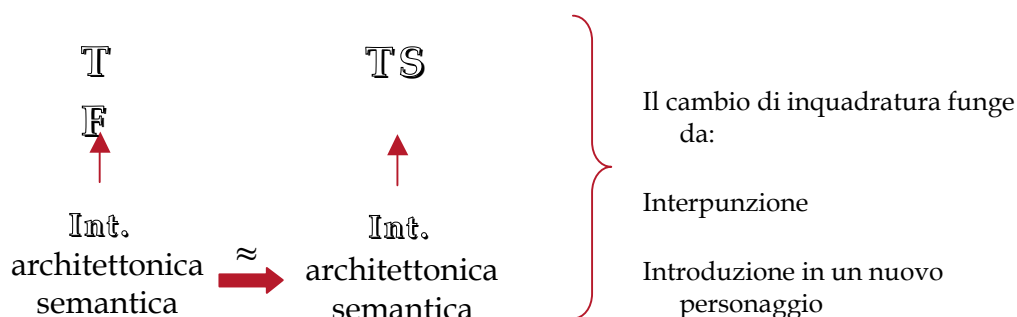 T
F
Int.
architettonica
semantica
≈
TS
Int.
architettonica
semantica
Il cambio di inquadratura funge
da:
Interpunzione
Introduzione in un nuovo
personaggio